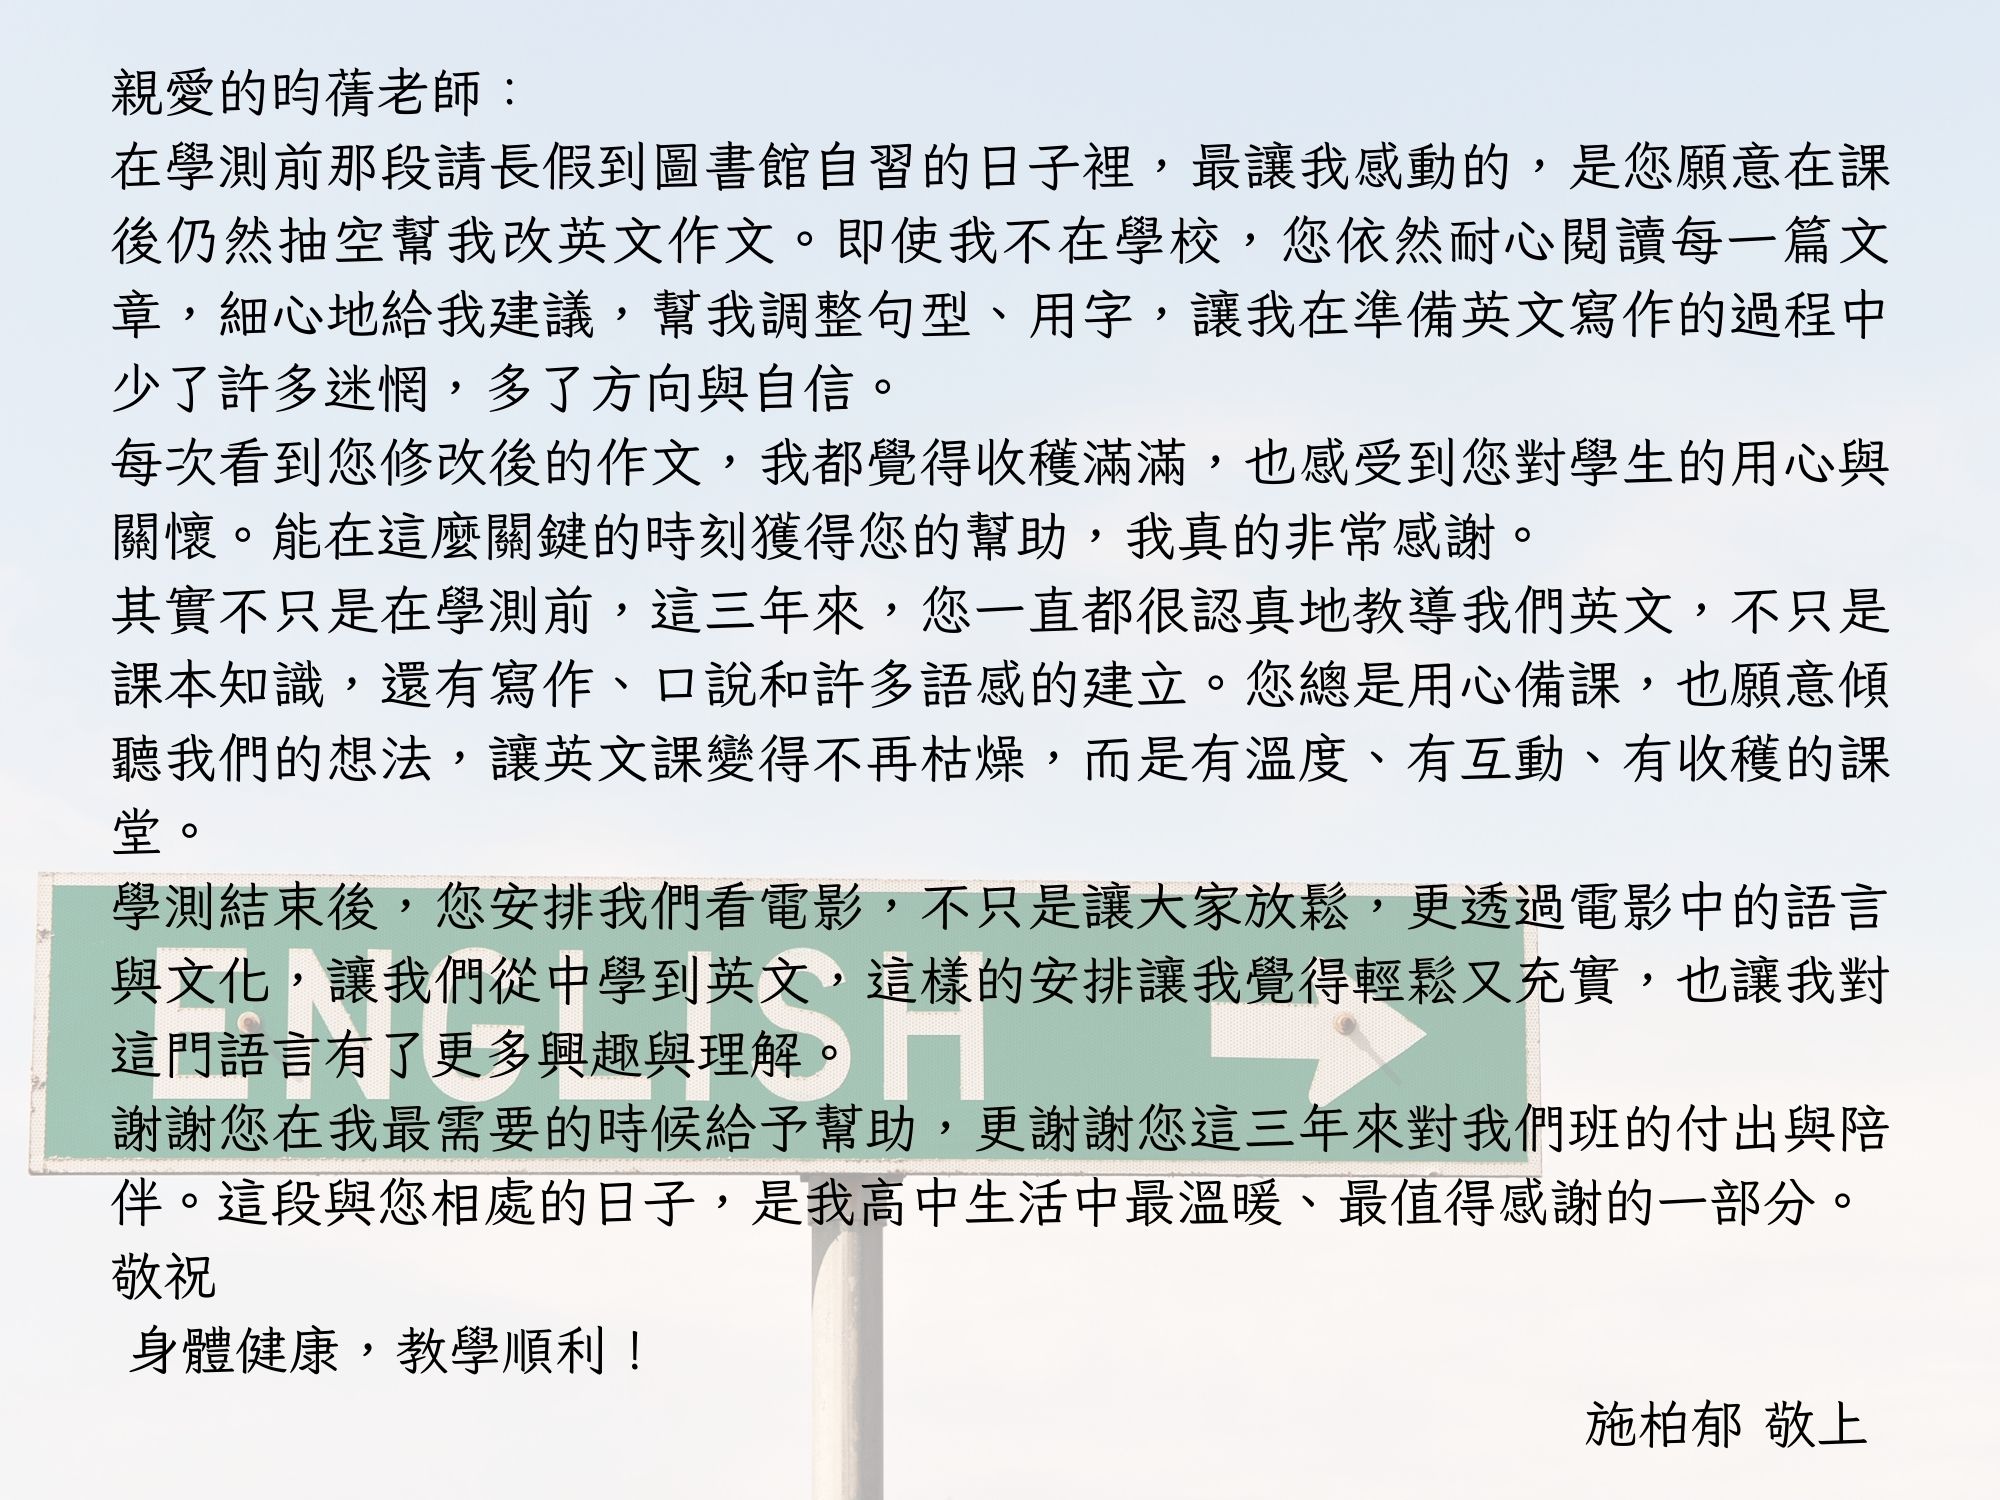 親愛的昀蒨老師：
在學測前那段請長假到圖書館自習的日子裡，最讓我感動的，是您願意在課
後仍然抽空幫我改英文作文。即使我不在學校，您依然耐心閱讀每一篇文
章，細心地給我建議，幫我調整句型、用字，讓我在準備英文寫作的過程中
少了許多迷惘，多了方向與自信。
每次看到您修改後的作文，我都覺得收穫滿滿，也感受到您對學生的用心與
關懷。能在這麼關鍵的時刻獲得您的幫助，我真的非常感謝。
其實不只是在學測前，這三年來，您一直都很認真地教導我們英文，不只是
課本知識，還有寫作、口說和許多語感的建立。您總是用心備課，也願意傾
聽我們的想法，讓英文課變得不再枯燥，而是有溫度、有互動、有收穫的課
堂。
學測結束後，您安排我們看電影，不只是讓大家放鬆，更透過電影中的語言
與文化，讓我們從中學到英文，這樣的安排讓我覺得輕鬆又充實，也讓我對
這門語言有了更多興趣與理解。
謝謝您在我最需要的時候給予幫助，更謝謝您這三年來對我們班的付出與陪
伴。這段與您相處的日子，是我高中生活中最溫暖、最值得感謝的一部分。
敬祝
身體健康，教學順利！
施柏郁 敬上
ENGLISH